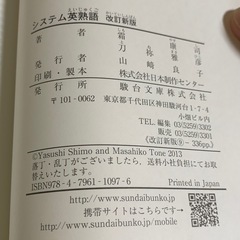 システム英熟語 改訂新版
著者 霜 康司
刀祢雅彦
発行者 山﨑良子
印刷・製本 株式会社日本制作センター
発行所 駿台文庫株式会社
〒101-0062
東京都千代田区神田駿河台1-7-4
小畑ビル内
TEL.編集 03(5259)3302
販売 03(5259)3301
《改訂新版⑨-336pp.》
©Yasushi Shimo and Masahiko Tone 2013
落丁・乱丁がございましたら，送料小社負担にてお取
替えいたします。
ISBN978-4-7961-1097-6 Printed in Japan
http://www.sundaibunko.jp
携帯サイトはこちらです→
http://www.sundaibunko.jp/mobile